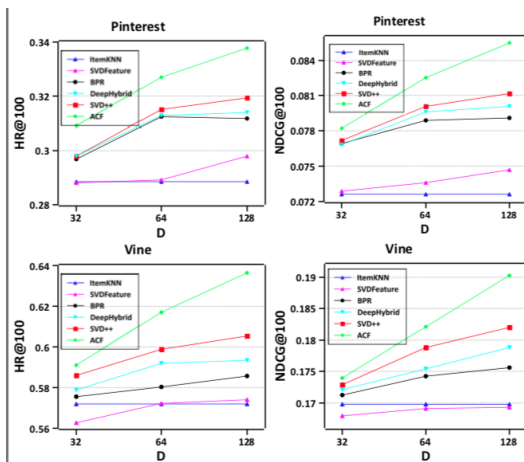 Pinterest
HR@100
0.34
0.32
0.3
0.28
ItemKNN
SVDFeature
BPR
DeepHybrid
SVD++
ACF
32
64
128
D
Pinterest
NDCG@100
0.084
0.081
0.078
0.075
0.072
ItemKNN
SVDFeature
BPR
DeepHybrid
SVD++
ACF
32
64
128
D
Vine
HR@100
0.64
0.62
0.6
0.58
0.56
ItemKNN
SVDFeature
BPR
DeepHybrid
SVD++
ACF
32
64
128
D
Vine
NDCG@100
0.19
0.185
0.18
0.175
0.17
ItemKNN
SVDFeature
BPR
DeepHybrid
SVD++
ACF
32
64
128
D